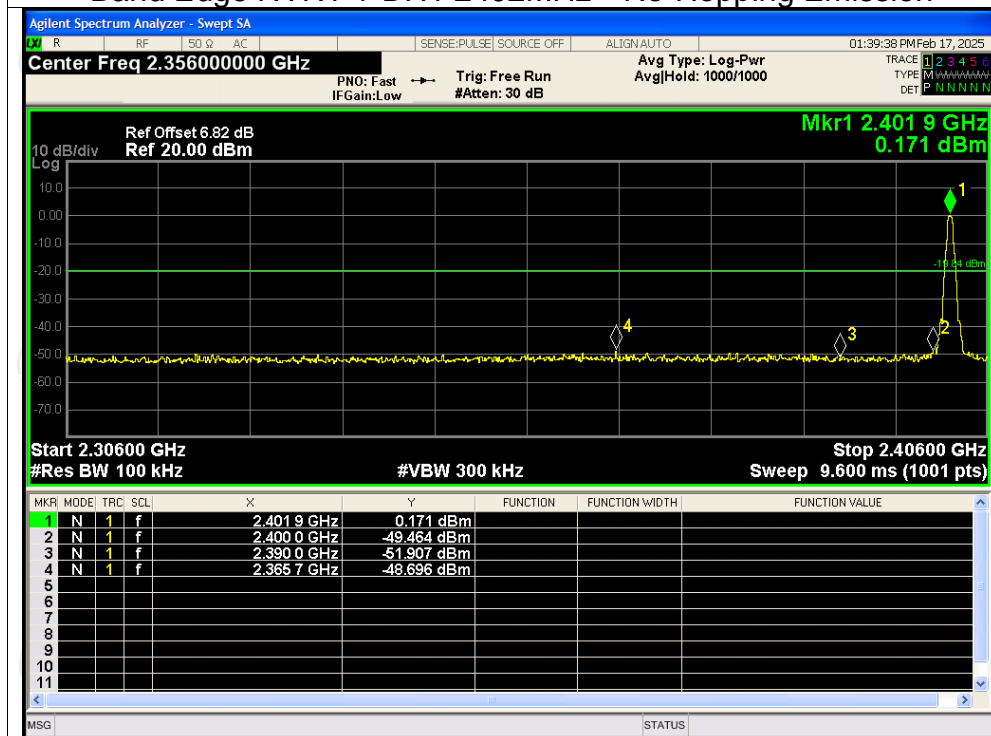 Agilent Spectrum Analyzer - Swept SA
LXI R RF 50 Ω AC SENSE:PULSE SOURCE OFF ALIGN AUTO 01:39:38 PM Feb 17, 2025
Center Freq 2.356000000 GHz
PNO: Fast
IFGain:Low
Trig: Free Run
#Atten: 30 dB
Avg Type: Log-Pwr
Avg|Hold: 1000/1000
TRACE 1 2 3 4 5 6
TYPE M
DET P N N N N N
Mkr1 2.401 9 GHz
0.171 dBm
Ref Offset 6.82 dB
10 dB/div Ref 20.00 dBm
Log
10.0
0.00
-10.0
-20.0
-30.0
-40.0
-50.0
-60.0
-70.0
1
4
3
2
Start 2.30600 GHz Stop 2.40600 GHz
#Res BW 100 kHz #VBW 300 kHz Sweep 9.600 ms (1001 pts)
MKR MODE TRC SCL X Y FUNCTION FUNCTION WIDTH FUNCTION VALUE
1 N 1 f 2.401 9 GHz 0.171 dBm
2 N 1 f 2.400 0 GHz -49.464 dBm
3 N 1 f 2.390 0 GHz -51.907 dBm
4 N 1 f 2.365 7 GHz -48.696 dBm
5
6
7
8
9
10
11
MSG STATUS